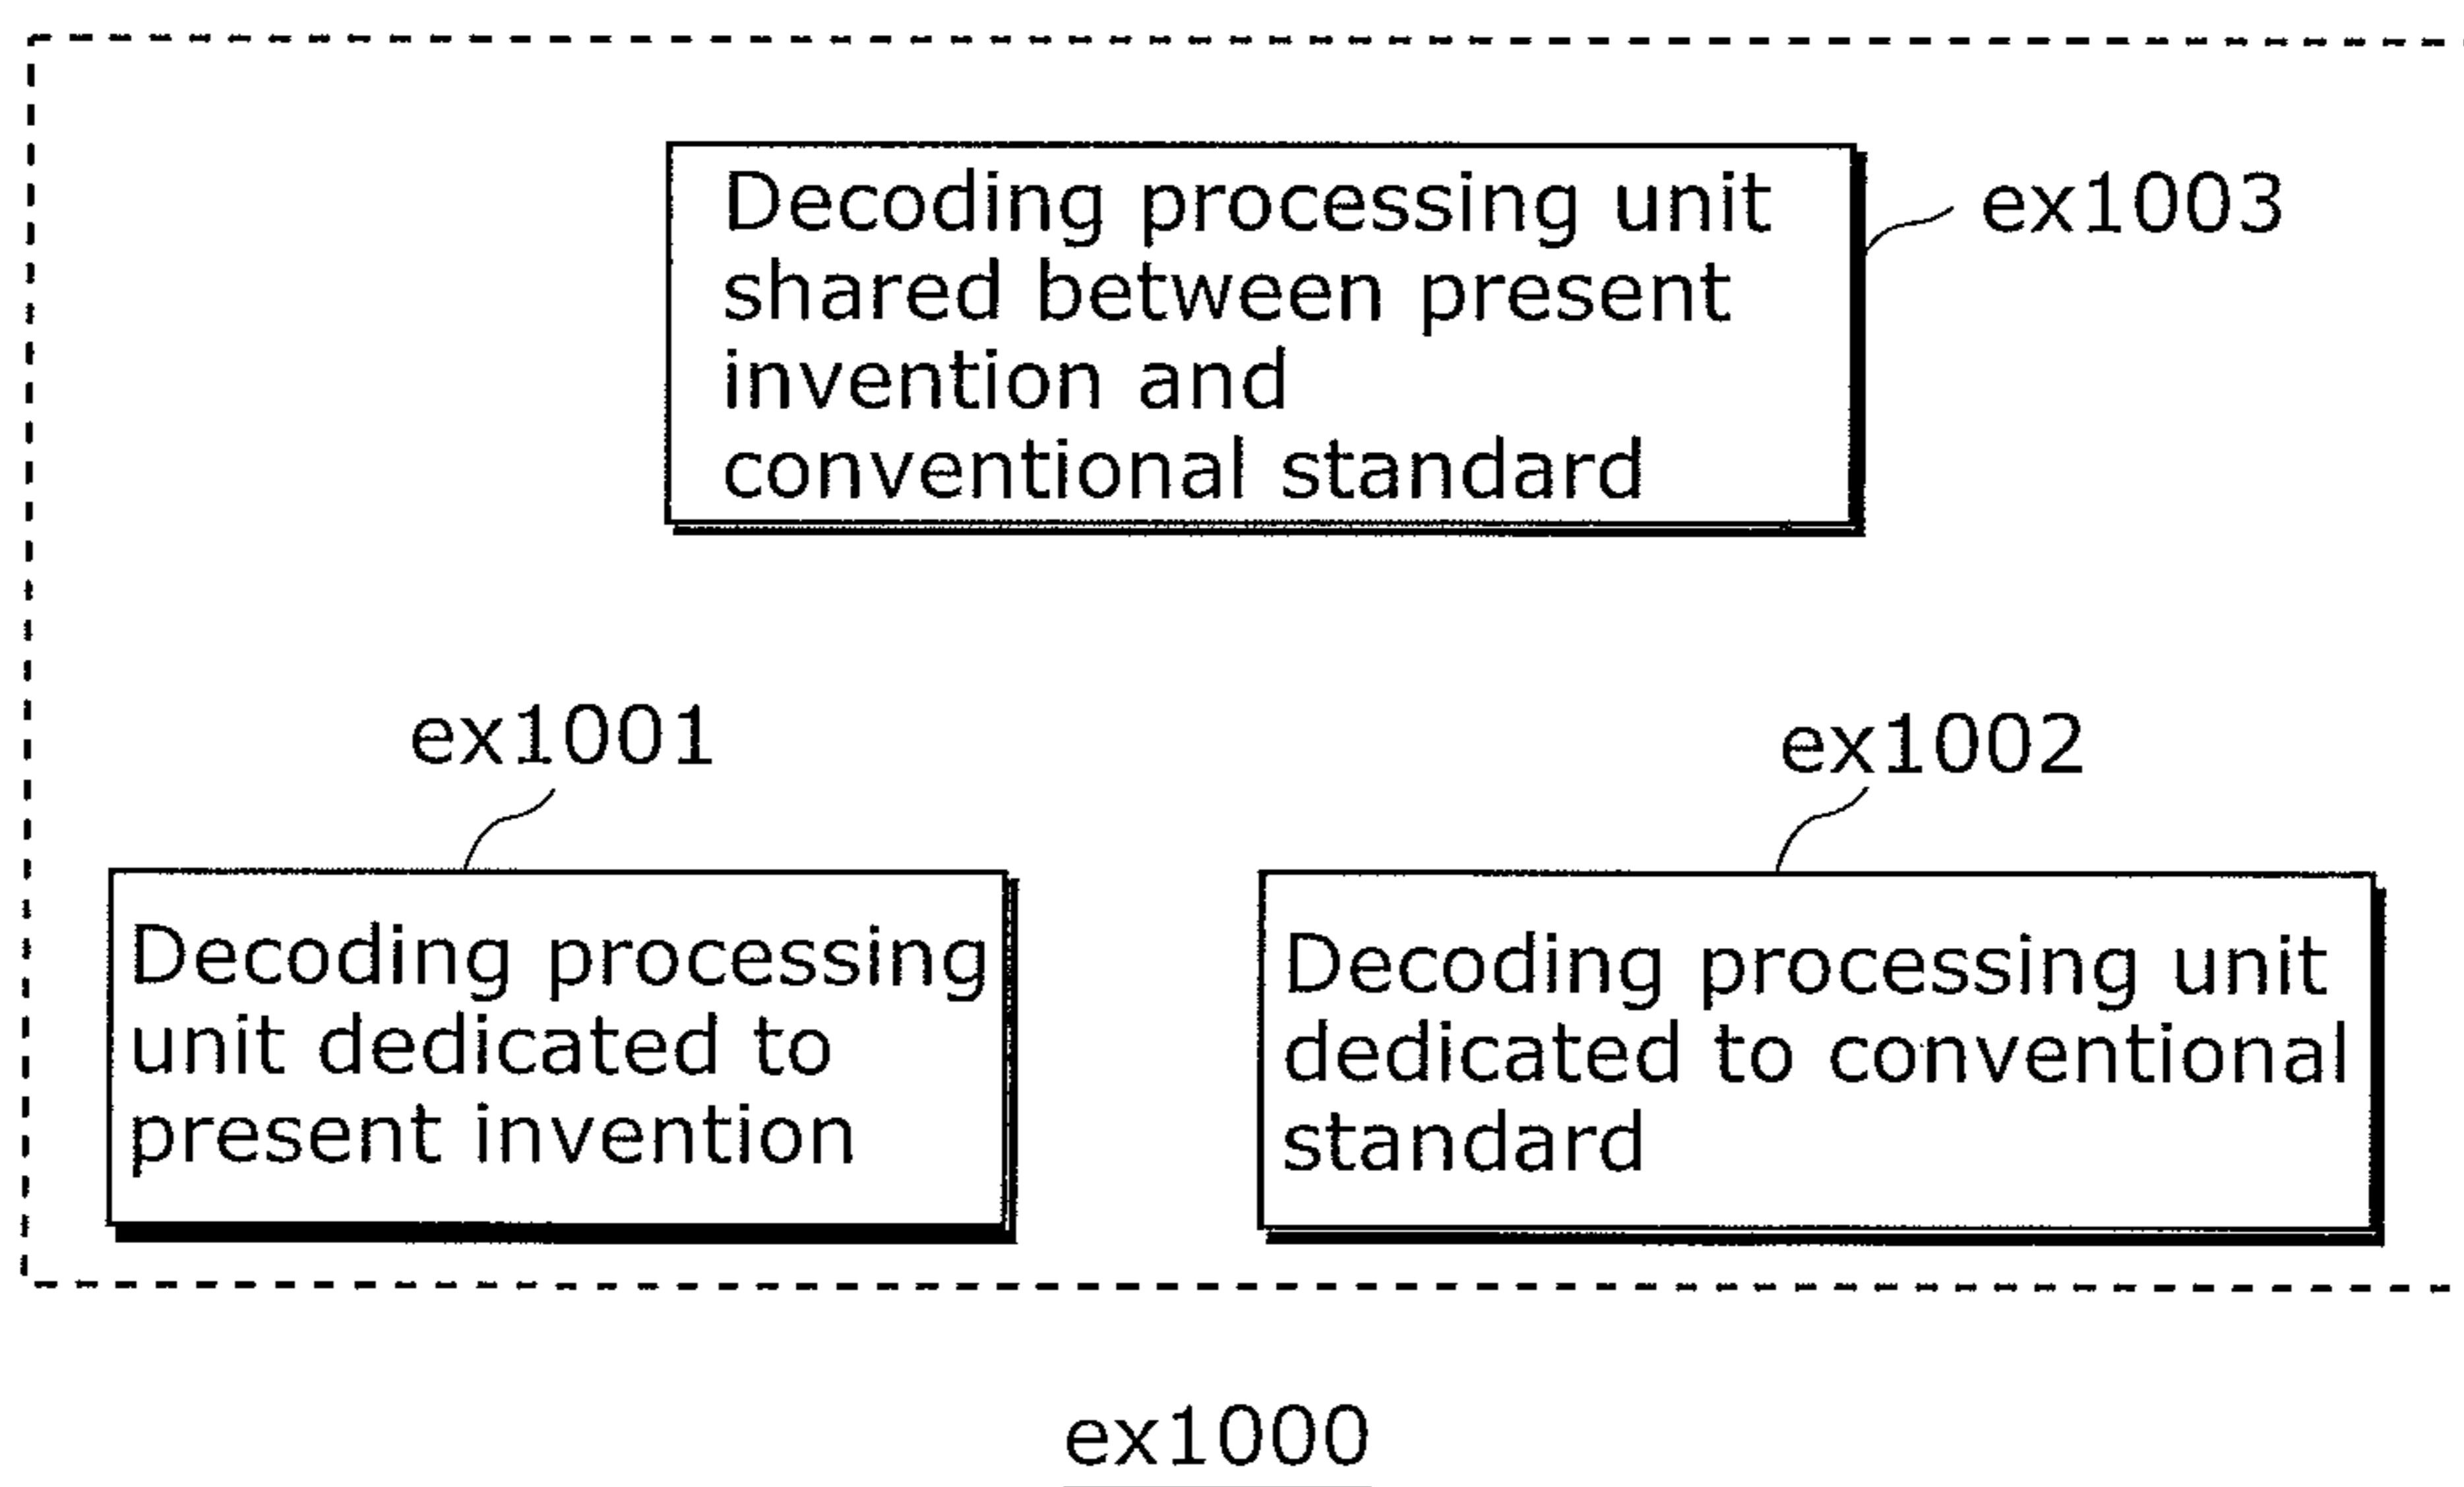 Decoding processing unit
shared between present
invention and
conventional standard
ex1003
ex1001
ex1002
Decoding processing
unit dedicated to
present invention
Decoding processing unit
dedicated to conventional
standard
ex1000